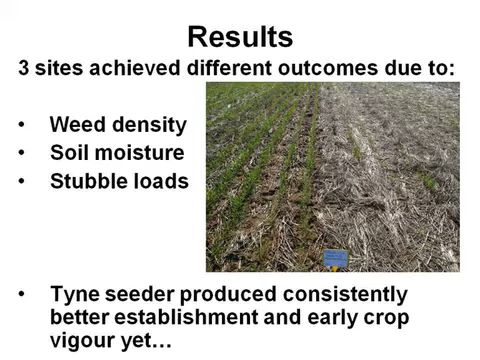 Results
3 sites achieved different outcomes due to:
• Weed density
• Soil moisture
• Stubble loads
• Tyne seeder produced consistently
better establishment and early crop
vigour yet…